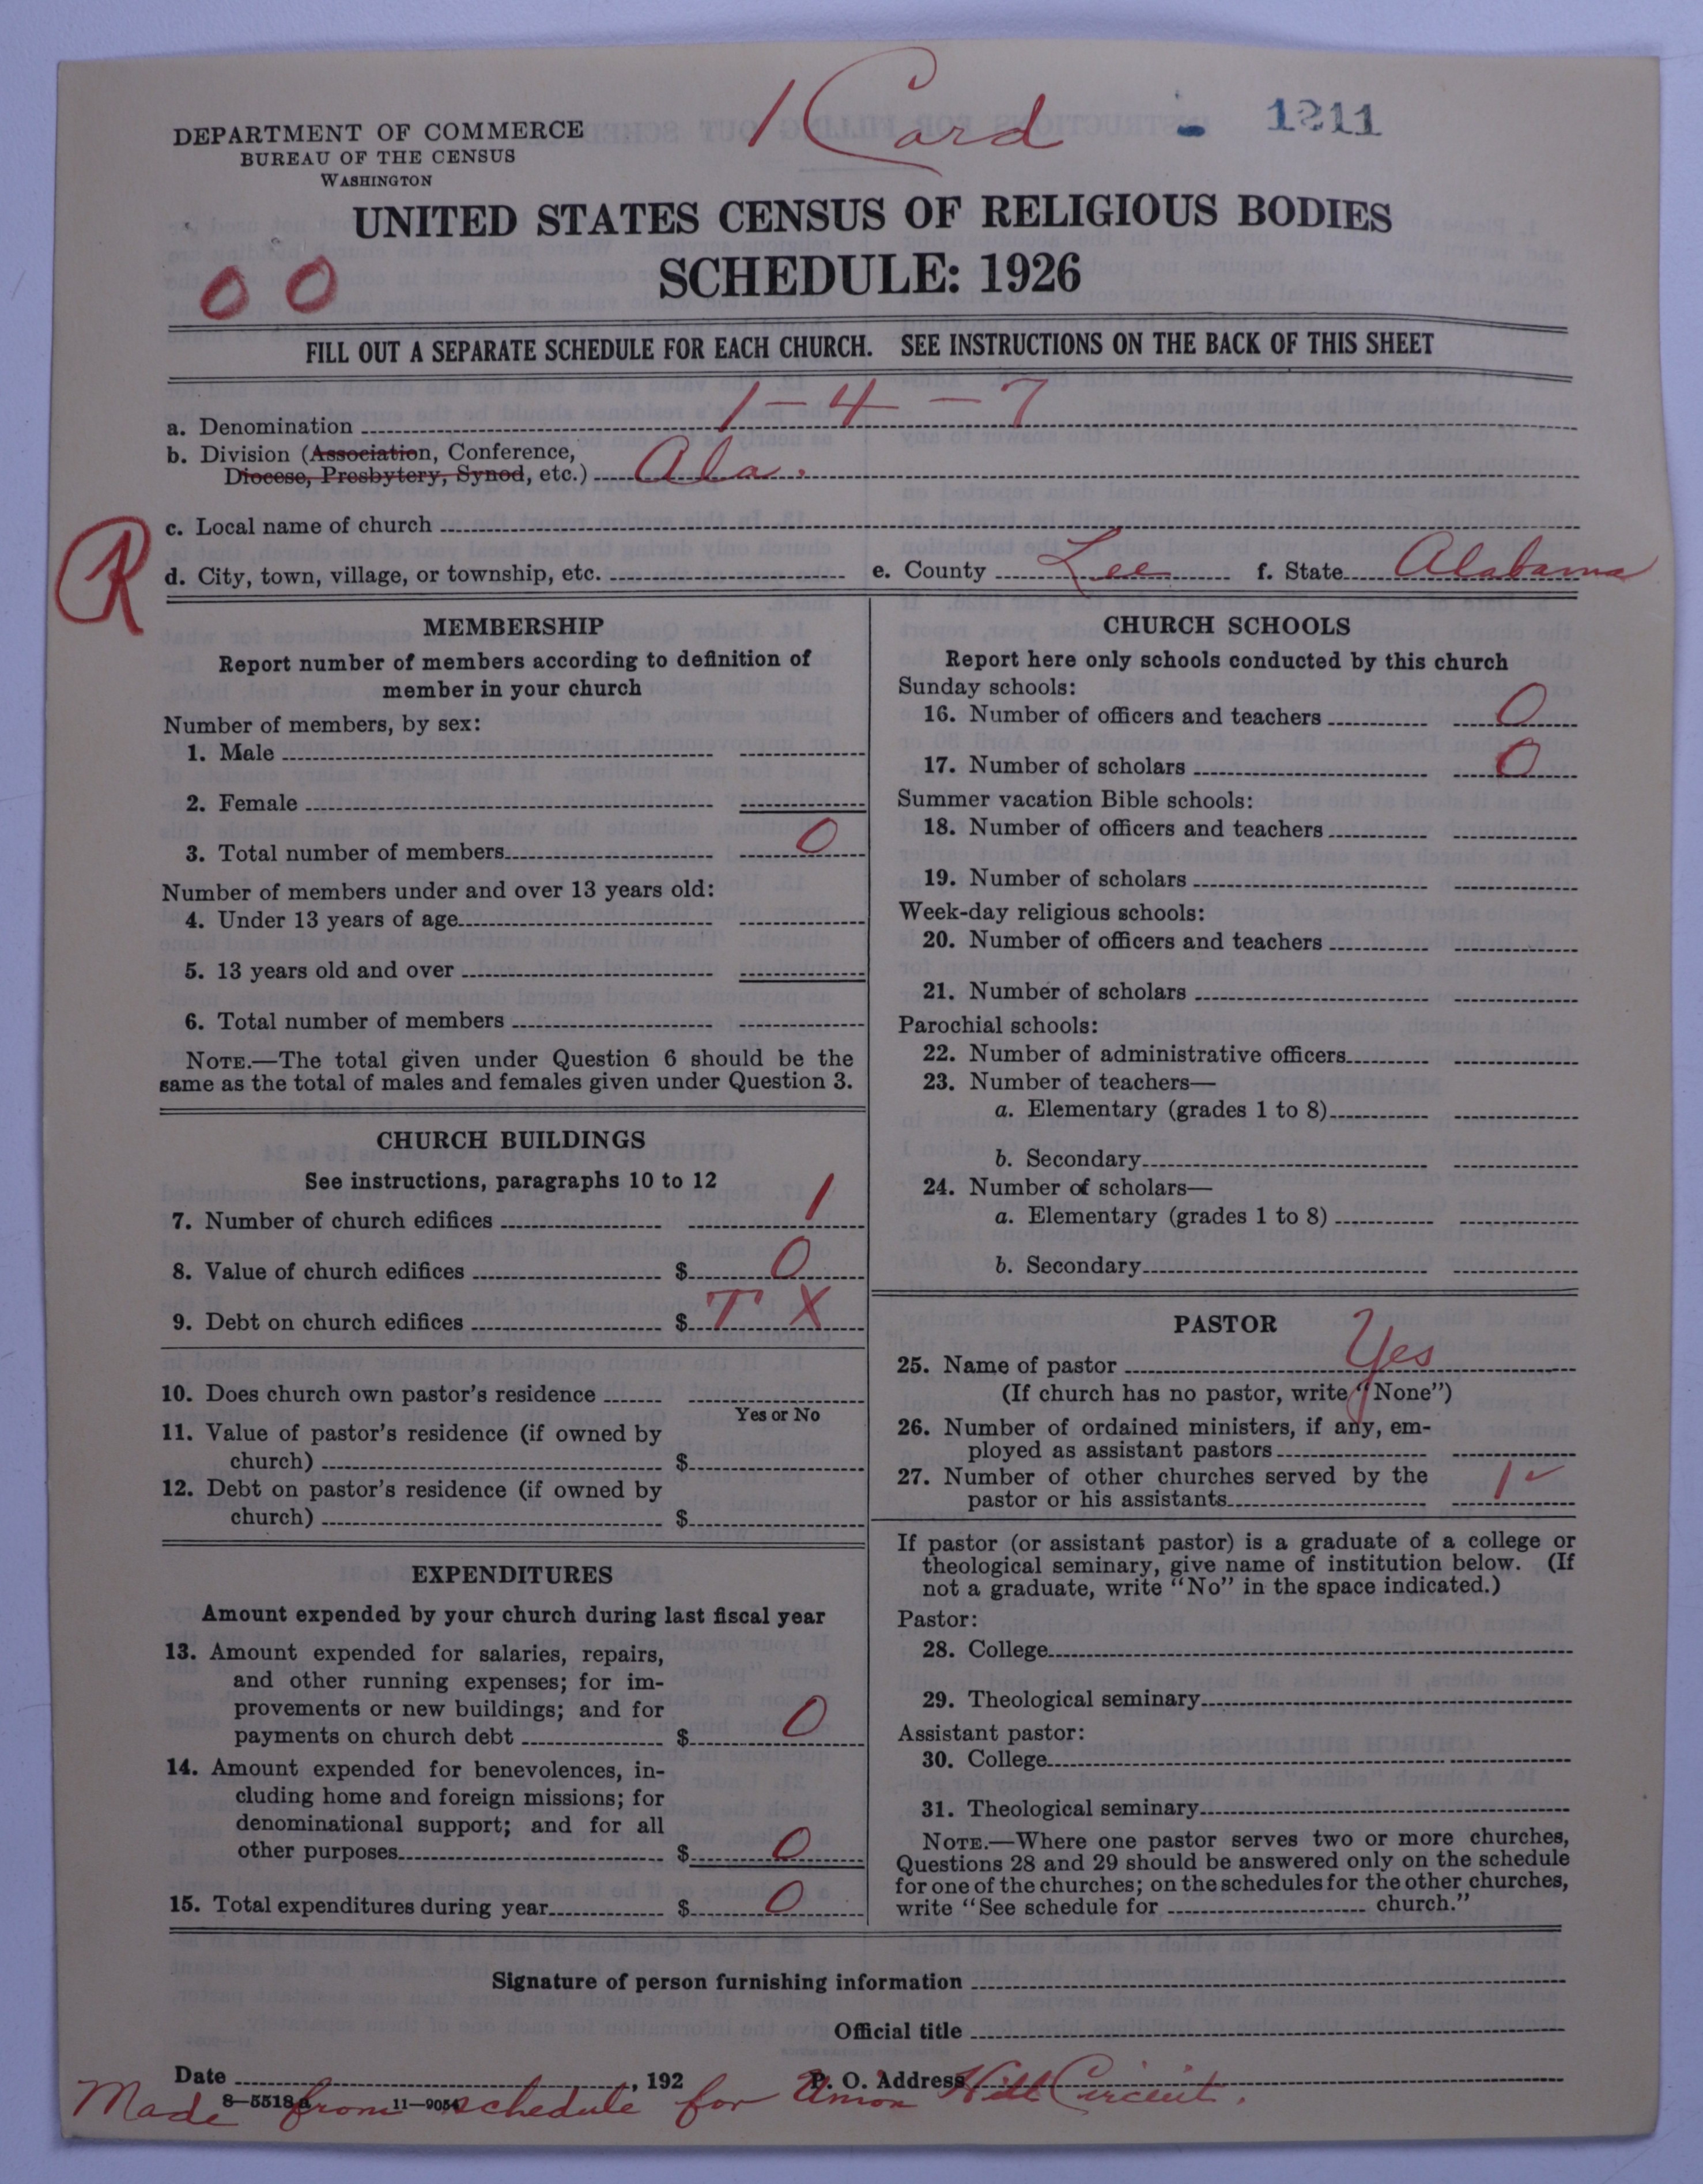 1 Card - 1211
DEPARTMENT OF COMMERCE
BUREAU OF THE CENSUS
WASHINGTON
UNITED STATES CENSUS OF RELIGIOUS BODIES
SCHEDULE: 1926
0 0
FILL OUT A SEPARATE SCHEDULE FOR EACH CHURCH. SEE INSTRUCTIONS ON THE BACK OF THIS SHEET
a. Denomination 1-4-7
b. Division (Association, Conference,
Diocese, Presbytery, Synod, etc.) Ala.
R
c. Local name of church
d. City, town, village, or township, etc. e. County Lee f. State Alabama
MEMBERSHIP
Report number of members according to definition of
member in your church
Number of members, by sex:
1. Male
2. Female
3. Total number of members 0
Number of members under and over 13 years old:
4. Under 13 years of age
5. 13 years old and over
6. Total number of members
NOTE.—The total given under Question 6 should be the
same as the total of males and females given under Question 3.
CHURCH BUILDINGS
See instructions, paragraphs 10 to 12
7. Number of church edifices 1
8. Value of church edifices $ 0
9. Debt on church edifices $ T X
10. Does church own pastor's residence
Yes or No
11. Value of pastor's residence (if owned by
church) $
12. Debt on pastor's residence (if owned by
church) $
EXPENDITURES
Amount expended by your church during last fiscal year
13. Amount expended for salaries, repairs,
and other running expenses; for im-
provements or new buildings; and for
payments on church debt $ 0
14. Amount expended for benevolences, in-
cluding home and foreign missions; for
denominational support; and for all
other purposes $ 0
15. Total expenditures during year $ 0
CHURCH SCHOOLS
Report here only schools conducted by this church
Sunday schools:
16. Number of officers and teachers 0
17. Number of scholars 0
Summer vacation Bible schools:
18. Number of officers and teachers
19. Number of scholars
Week-day religious schools:
20. Number of officers and teachers
21. Number of scholars
Parochial schools:
22. Number of administrative officers
23. Number of teachers—
a. Elementary (grades 1 to 8)
b. Secondary
24. Number of scholars—
a. Elementary (grades 1 to 8)
b. Secondary
PASTOR
25. Name of pastor Yes
(If church has no pastor, write "None")
26. Number of ordained ministers, if any, em-
ployed as assistant pastors
27. Number of other churches served by the
pastor or his assistants 1 ✓
If pastor (or assistant pastor) is a graduate of a college or
theological seminary, give name of institution below. (If
not a graduate, write "No" in the space indicated.)
Pastor:
28. College
29. Theological seminary
Assistant pastor:
30. College
31. Theological seminary
NOTE.—Where one pastor serves two or more churches,
Questions 28 and 29 should be answered only on the schedule
for one of the churches; on the schedules for the other churches,
write "See schedule for church."
Signature of person furnishing information
Official title
Date , 192 P. O. Address
8—5518a 11—9054
Made from schedule for Union Hill Circuit.